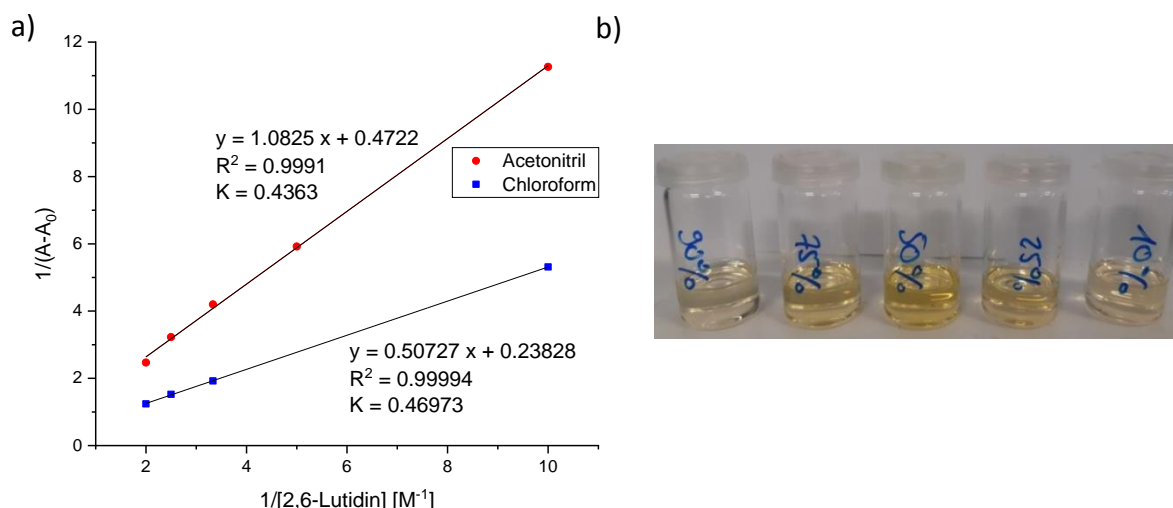 a)
12
10
8
6
4
2
0
1/(A-A₀)
y = 1.0825 x + 0.4722
R² = 0.9991
K = 0.4363
Acetonitril
Chloroform
y = 0.50727 x + 0.23828
R² = 0.99994
K = 0.46973
2 4 6 8 10
1/[2,6-Lutidin] [M⁻¹]
b)
90%
75%
50%
25%
10%